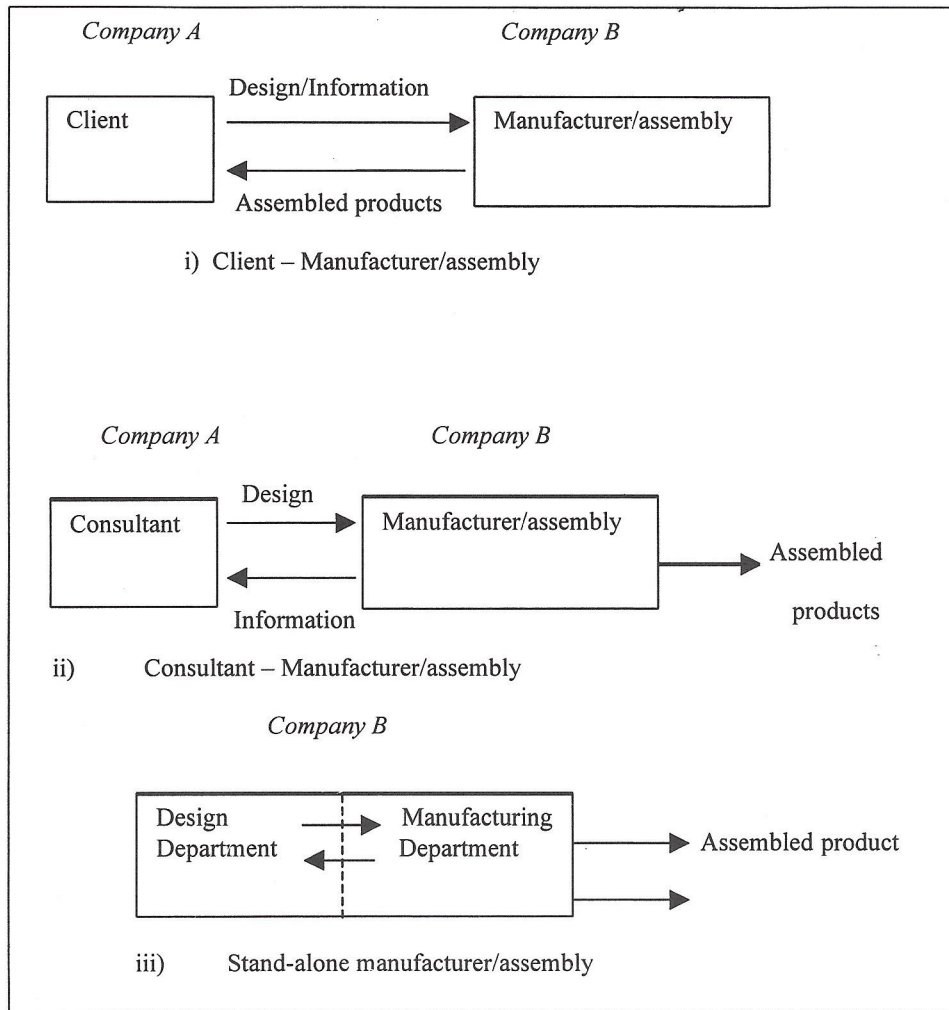 Company A
Company B
Design/Information
Client
Manufacturer/assembly
Assembled products
i) Client – Manufacturer/assembly
Company A
Company B
Design
Consultant
Manufacturer/assembly
Assembled
products
Information
ii) Consultant – Manufacturer/assembly
Company B
Design
Department
Manufacturing
Department
Assembled product
iii) Stand-alone manufacturer/assembly